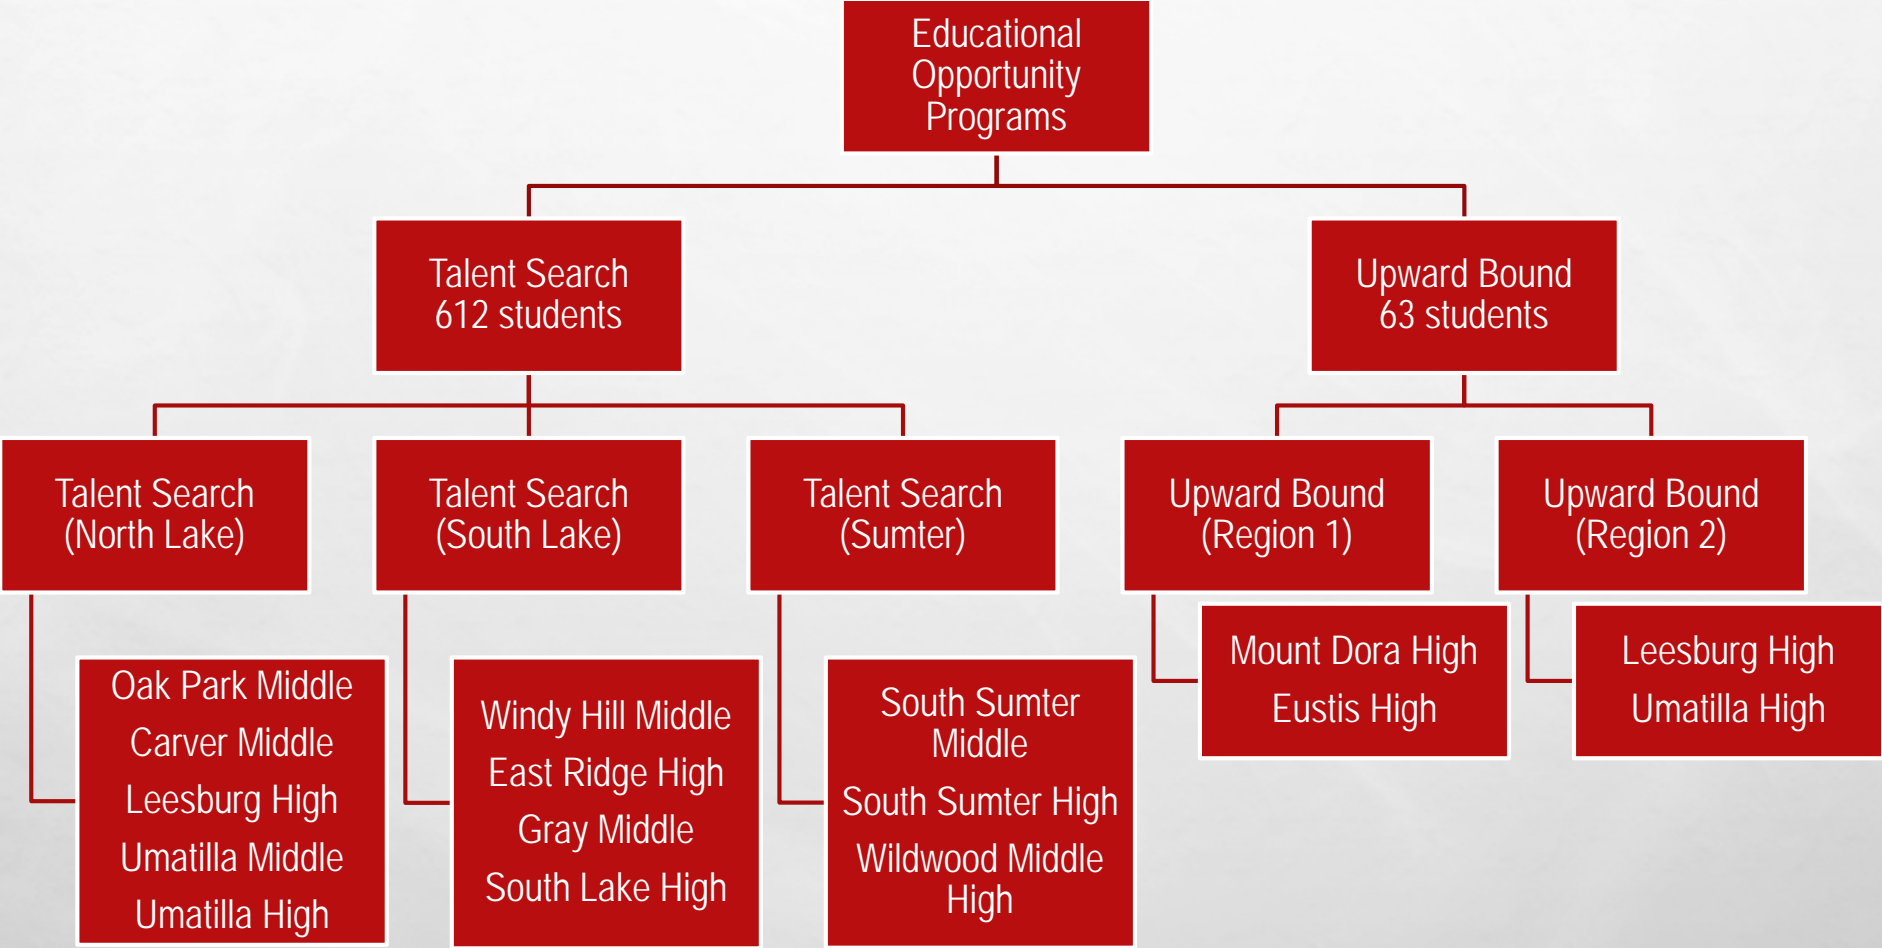 Educational
Opportunity
Programs
Talent Search
612 students
Upward Bound
63 students
Talent Search
(North Lake)
Talent Search
(South Lake)
Talent Search
(Sumter)
Upward Bound
(Region 1)
Upward Bound
(Region 2)
Oak Park Middle
Carver Middle
Leesburg High
Umatilla Middle
Umatilla High
Windy Hill Middle
East Ridge High
Gray Middle
South Lake High
South Sumter
Middle
South Sumter High
Wildwood Middle
High
Mount Dora High
Eustis High
Leesburg High
Umatilla High